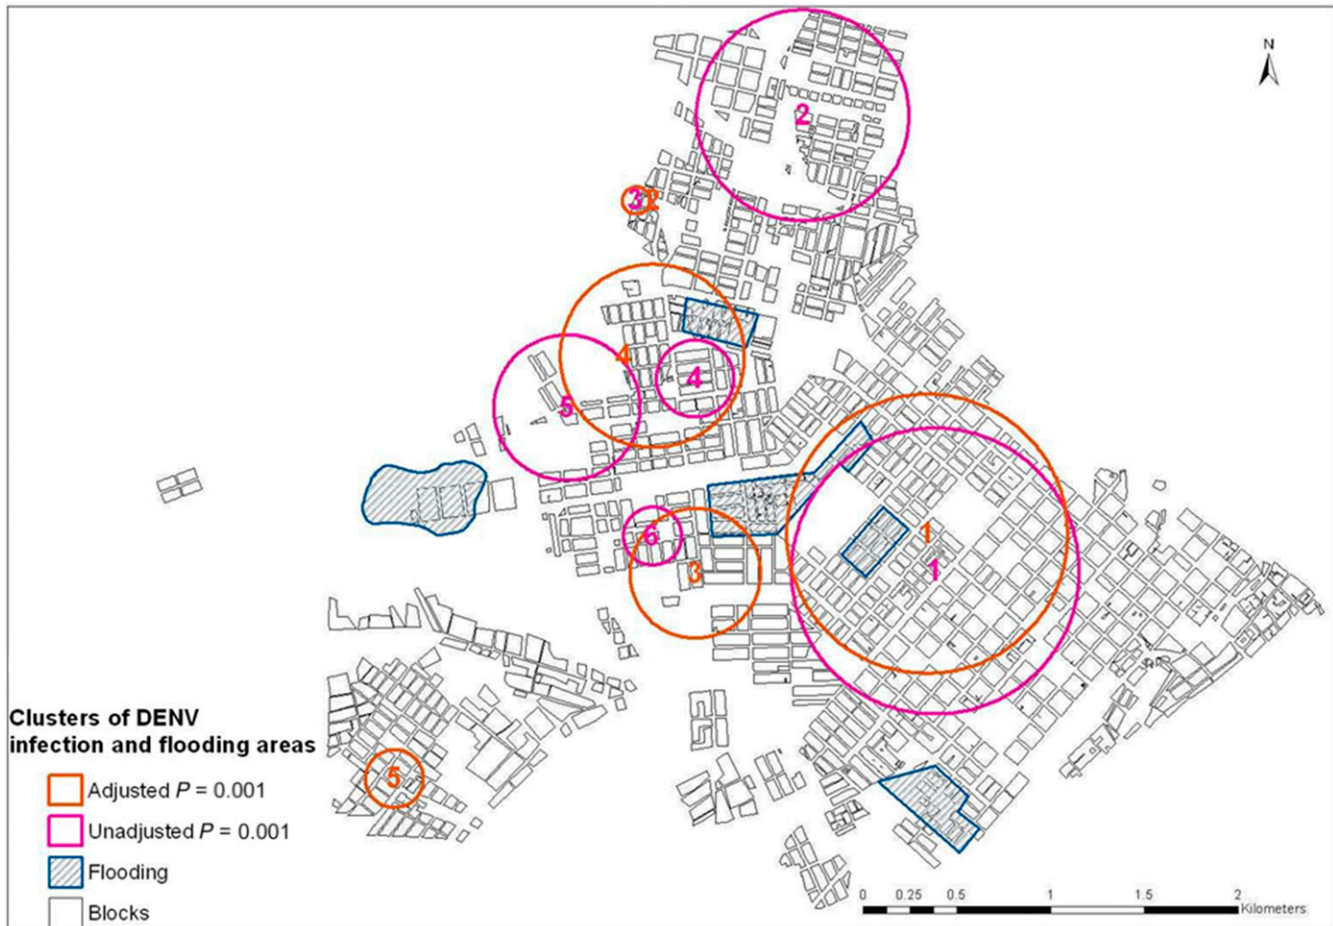 N
2
3 2
4
4
5
1
6
3
1
Clusters of DENV
infection and flooding areas
5
Adjusted P = 0.001
Unadjusted P = 0.001
Flooding
Blocks
0 0.25 0.5 1 1.5 2
Kilometers